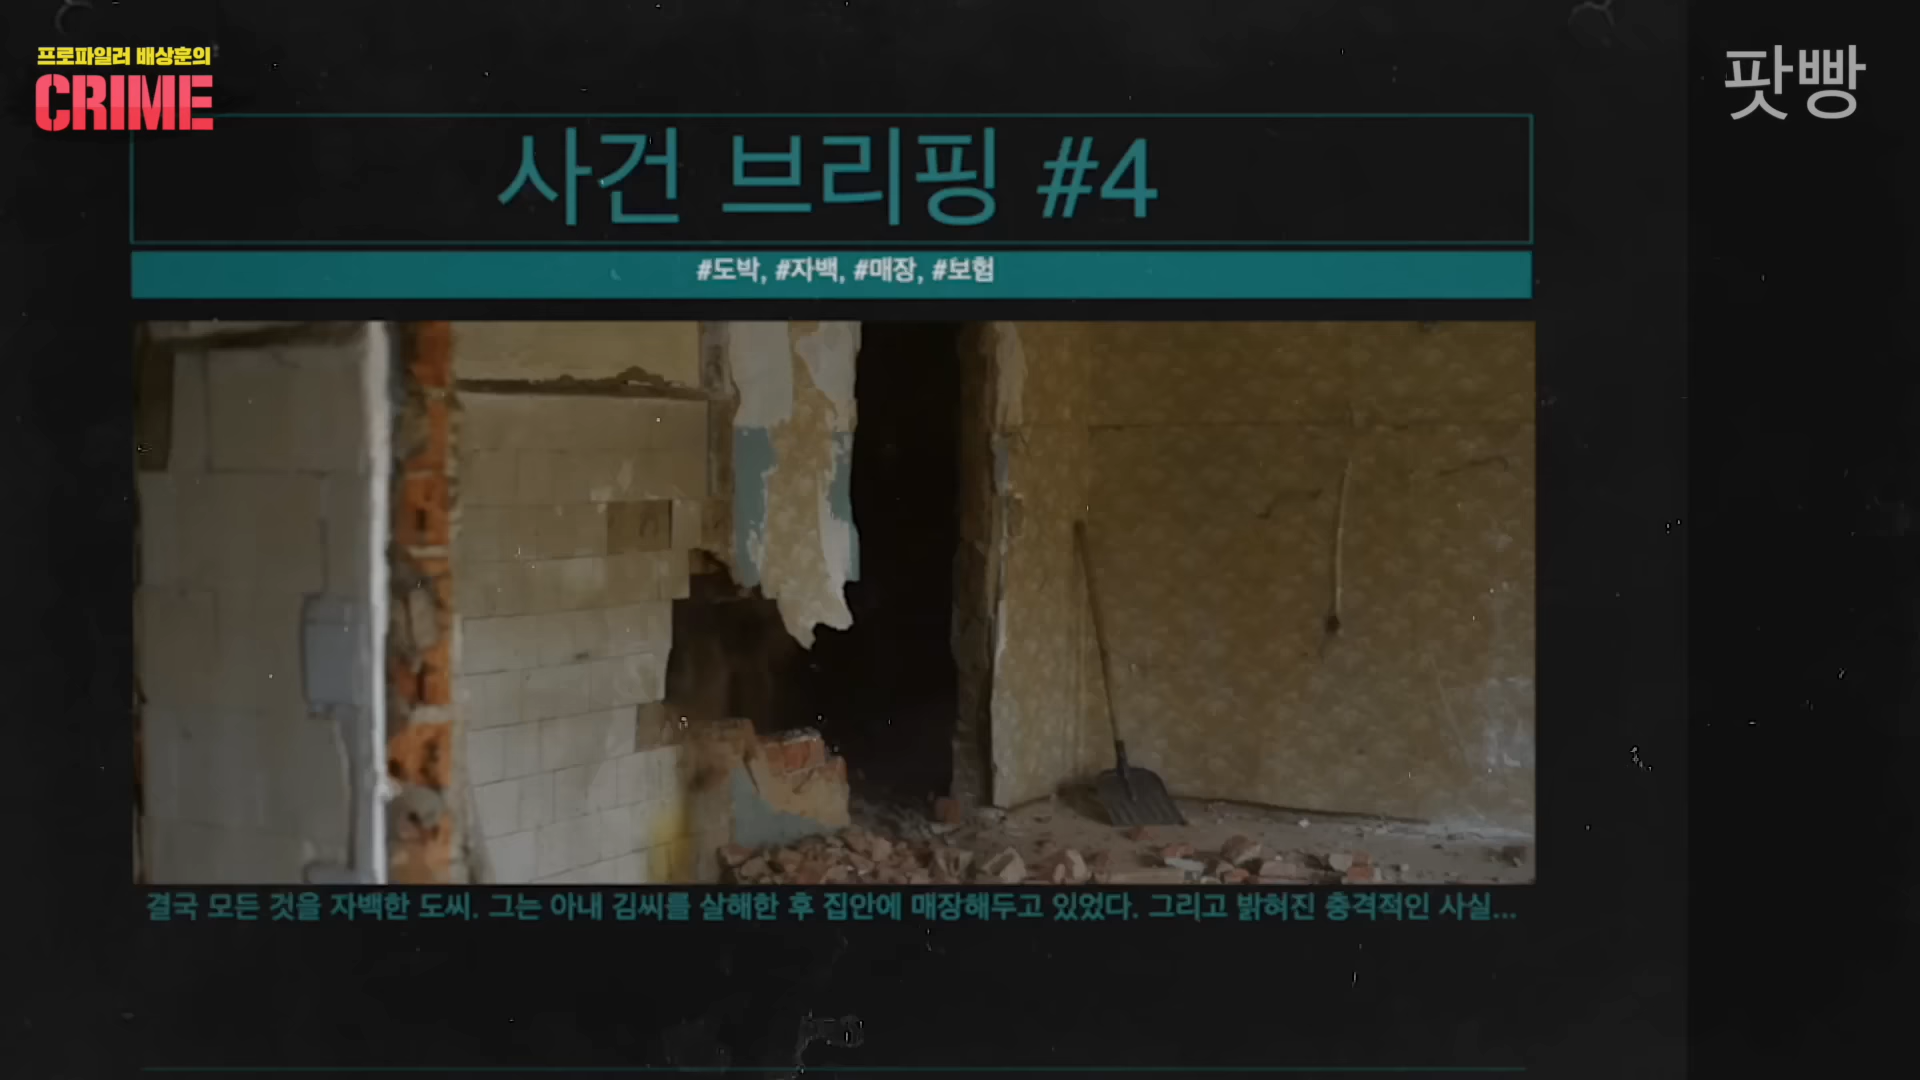 프로파일러 배상훈의
CRIME
팟빵
사건 브리핑 #4
#도박, #자백, #매장, #보험
결국 모든 것을 자백한 도씨. 그는 아내 김씨를 살해한 후 집안에 매장해두고 있었다. 그리고 밝혀진 충격적인 사실...